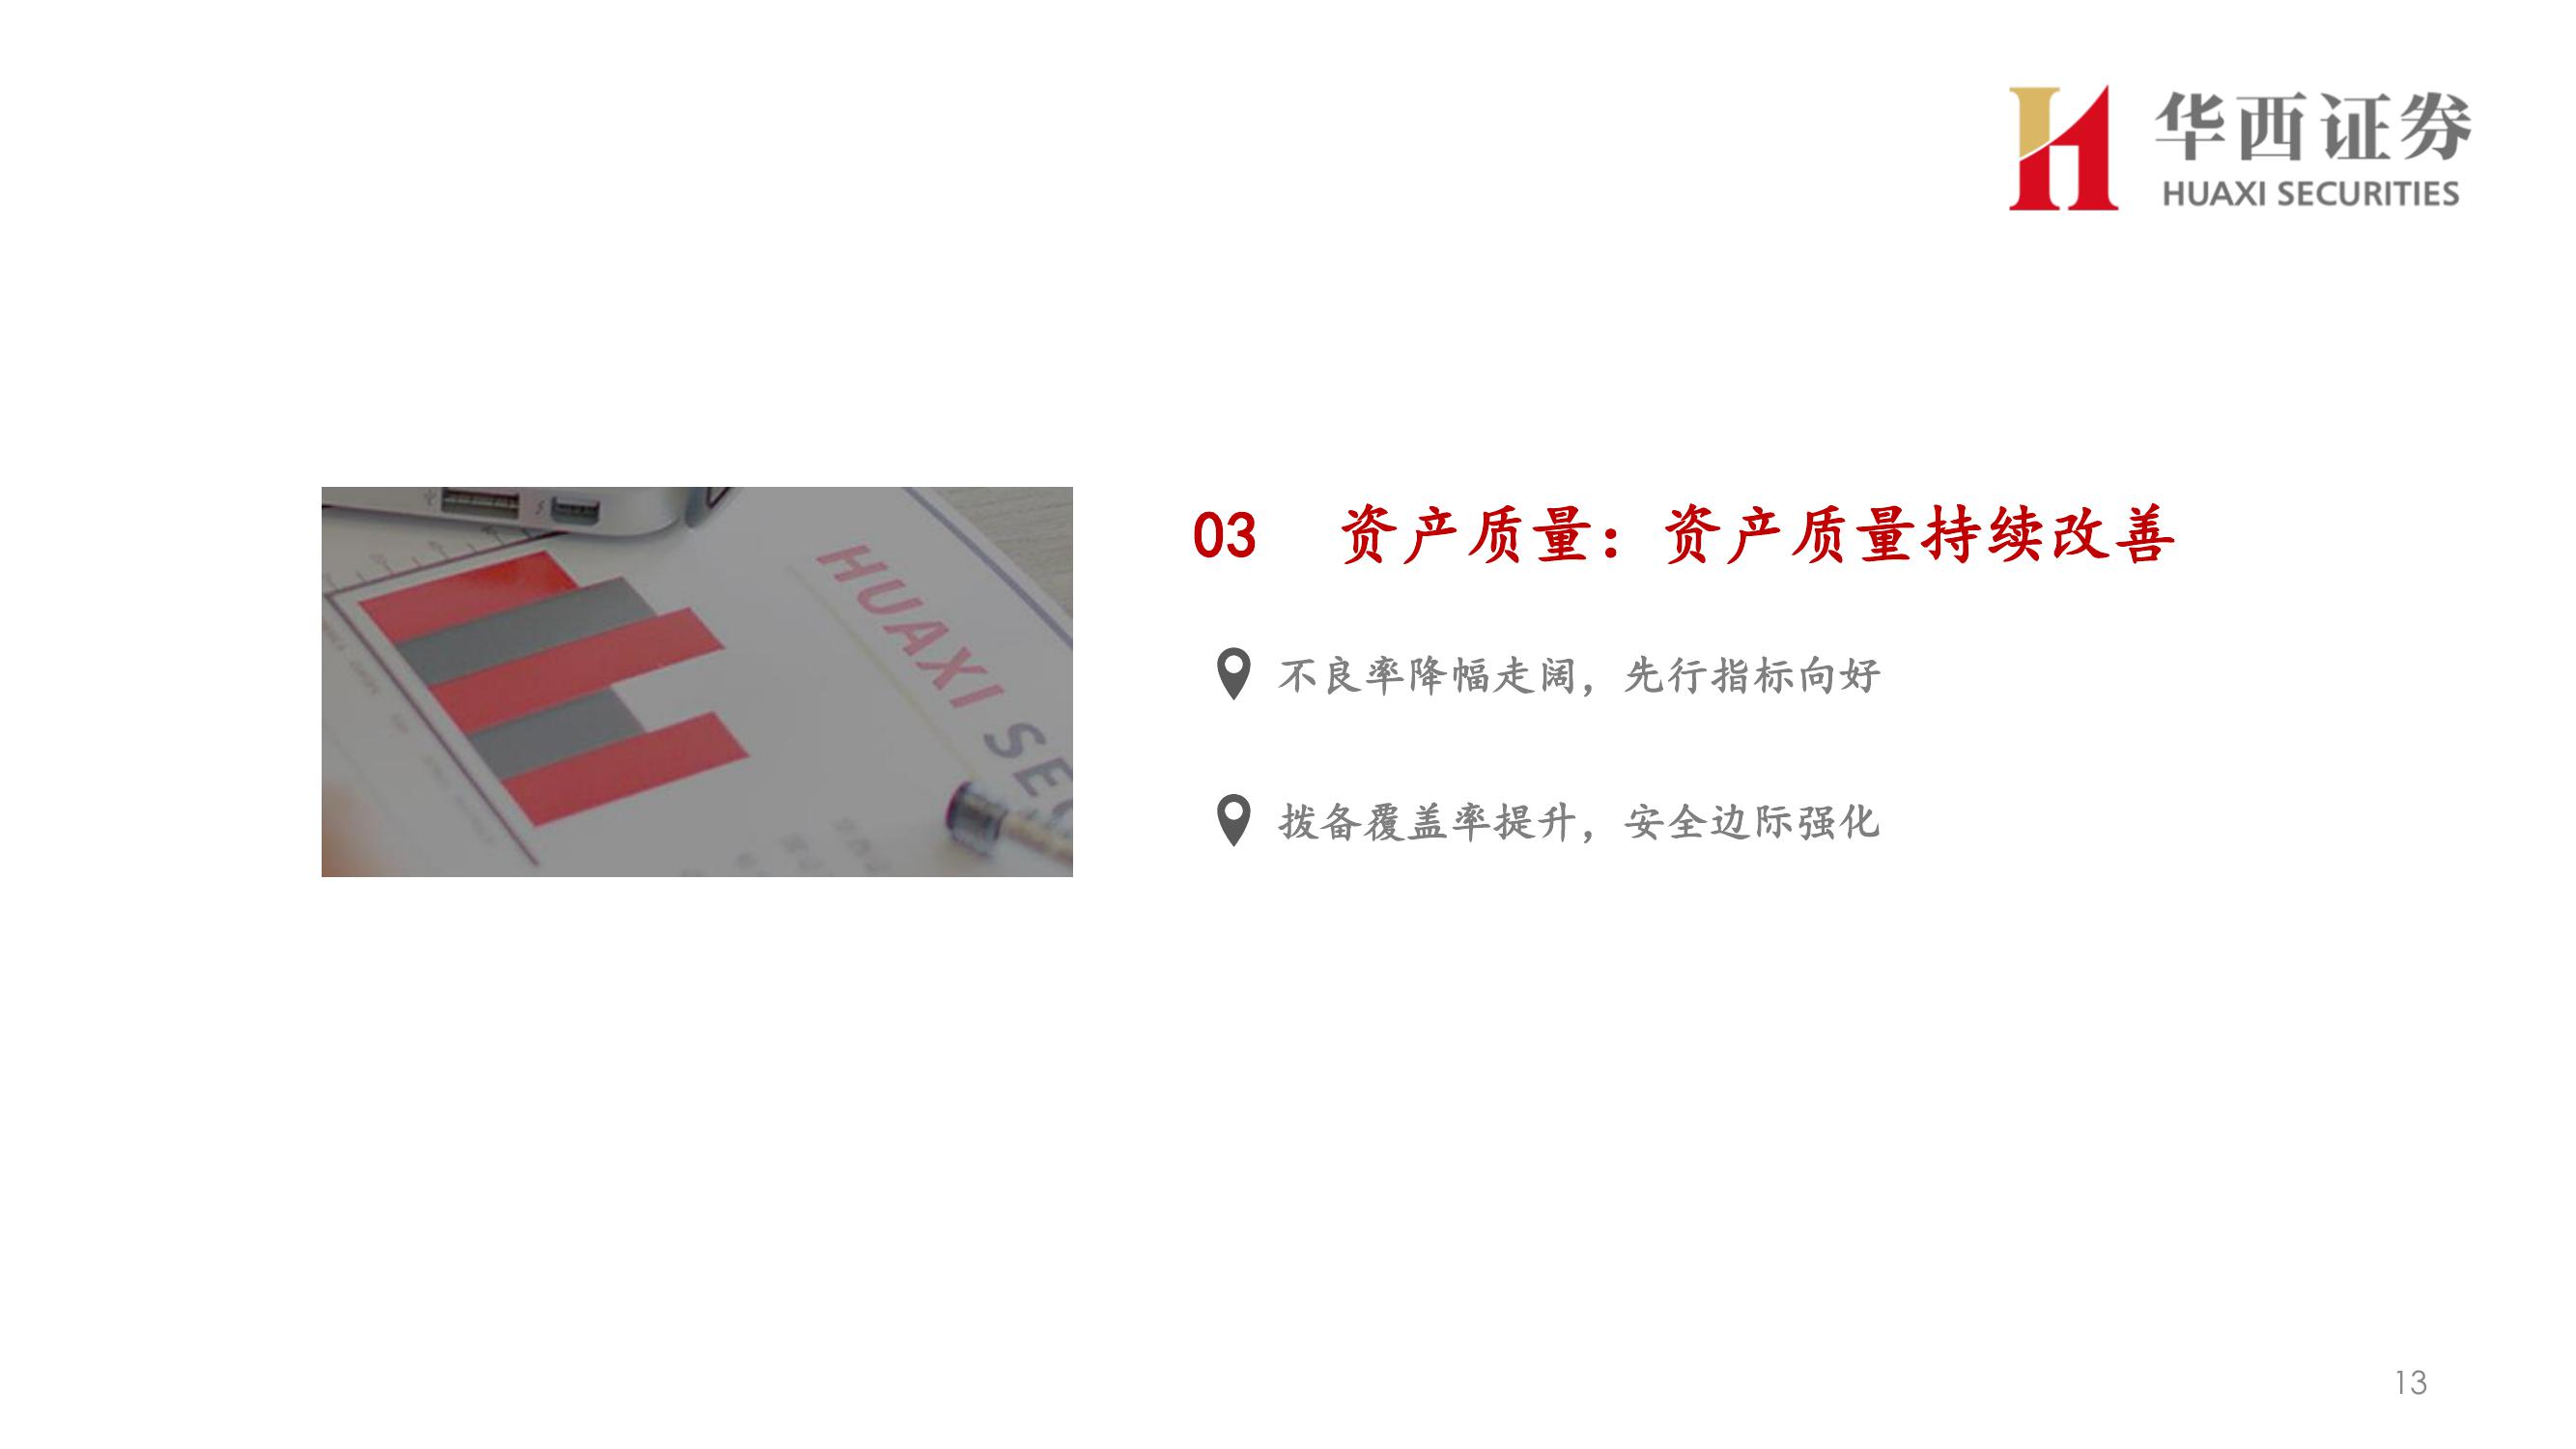 华西证券
HUAXI SECURITIES
03 资产质量：资产质量持续改善
不良率降幅走阔，先行指标向好
拨备覆盖率提升，安全边际强化
HUAXI SEC
13